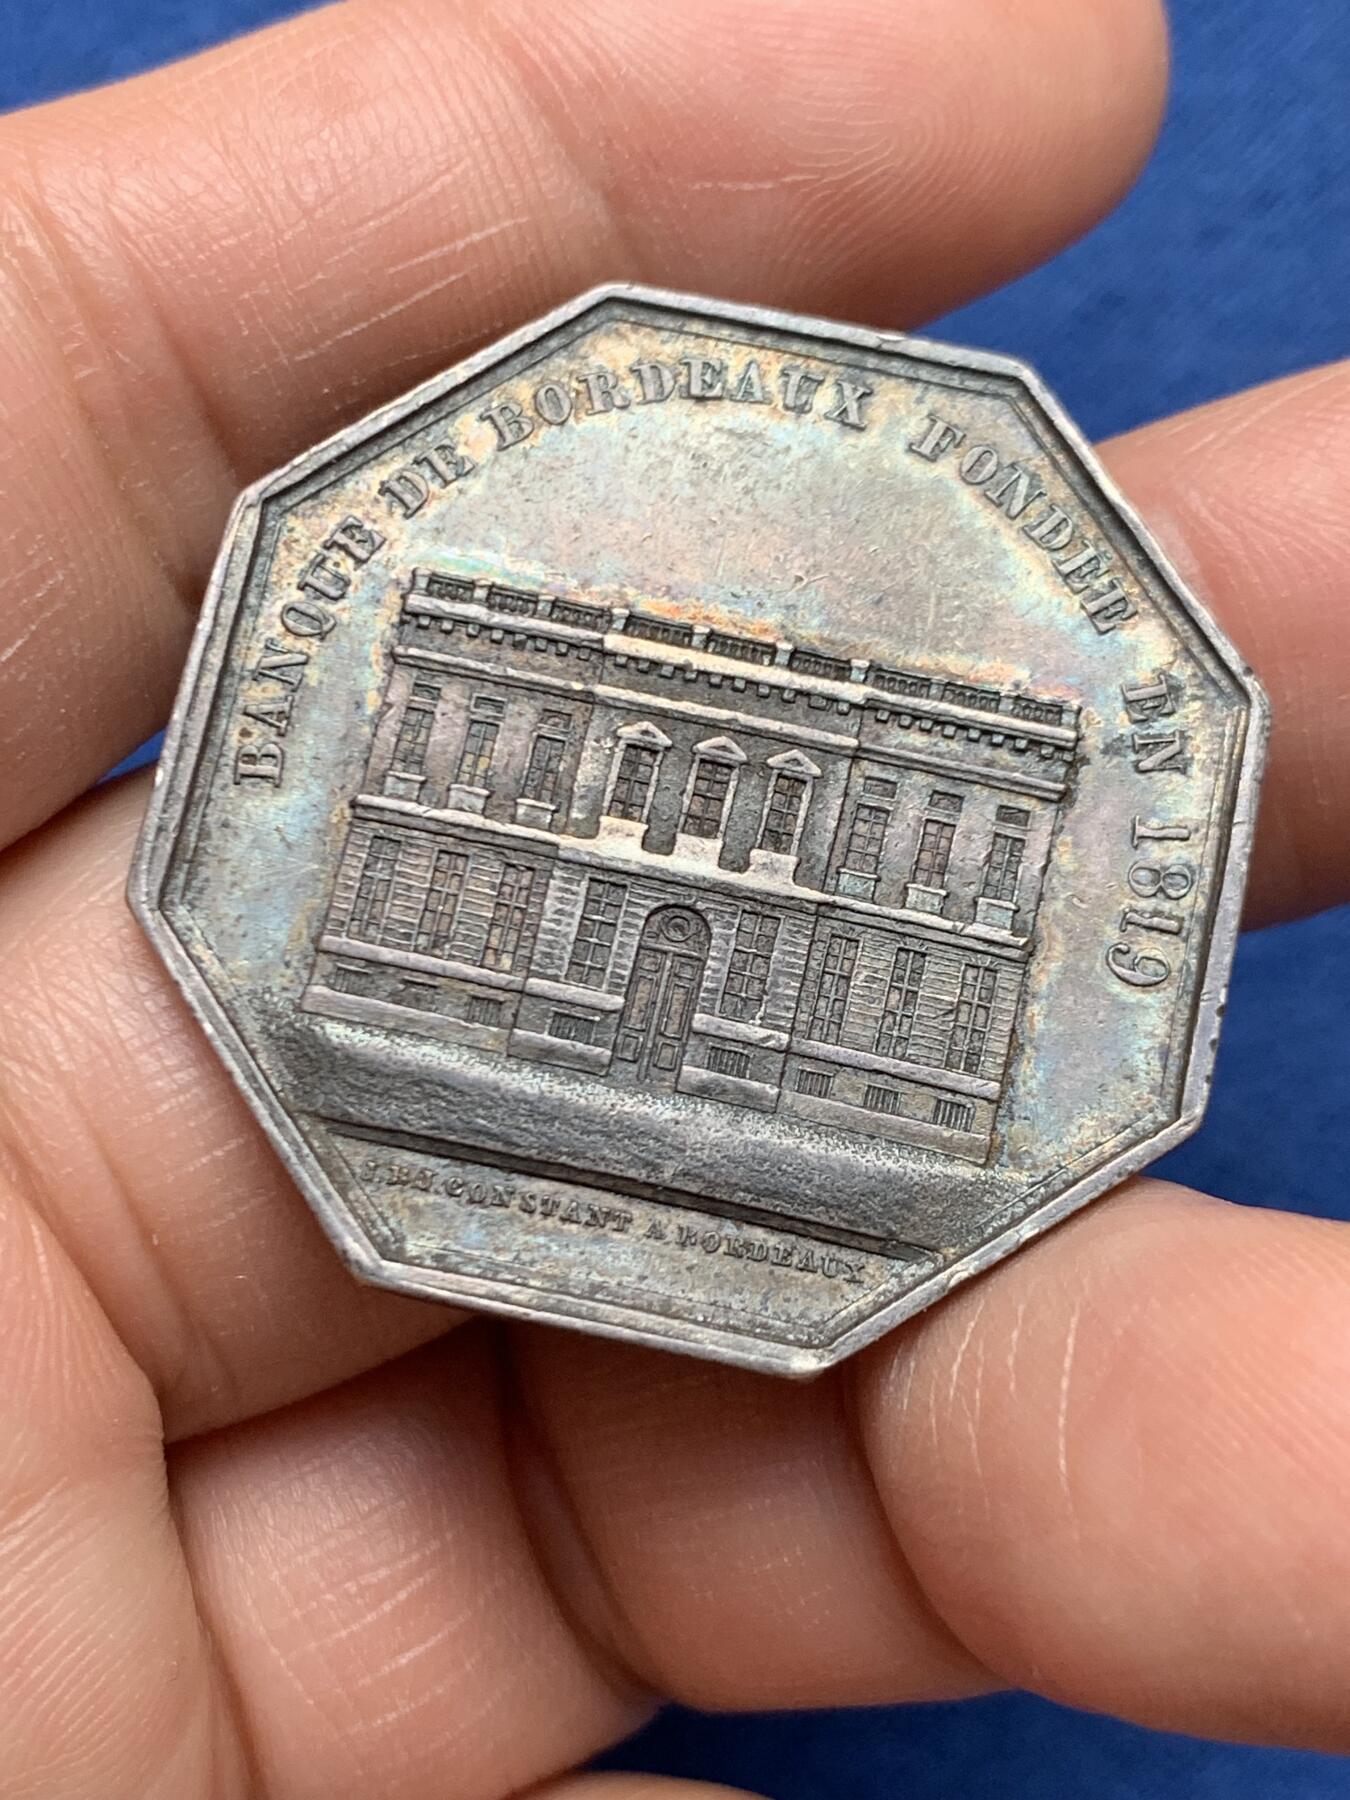 BANQUE DE BORDEAUX FONDÉE EN 1819
J.B.N. CONSTANT A BORDEAUX